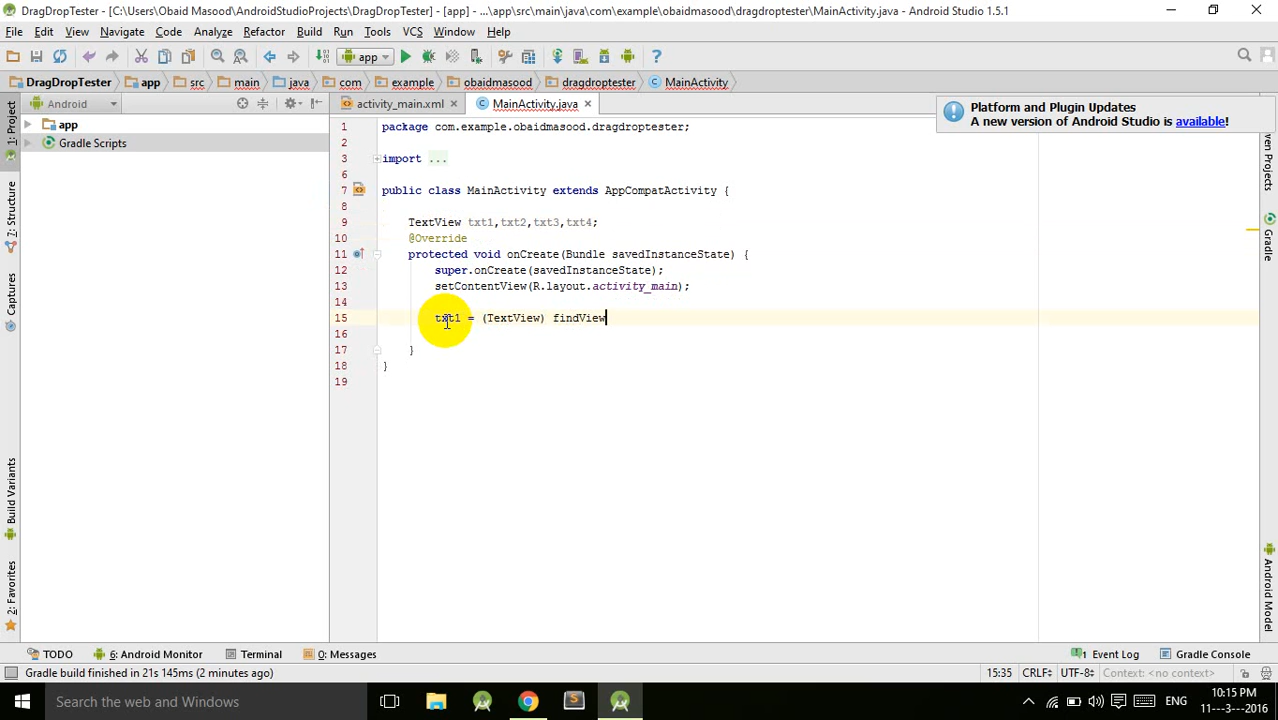 DragDropTester - [C:\Users\Obaid Masood\AndroidStudioProjects\DragDropTester] - [app] - ...\app\src\main\java\com\example\obaidmasood\dragdroptester\MainActivity.java - Android Studio 1.5.1
File Edit View Navigate Code Analyze Refactor Build Run Tools VCS Window Help
app
DragDropTester app src main java com example obaidmasood dragdroptester MainActivity
Android
activity_main.xml
MainActivity.java
Platform and Plugin Updates
A new version of Android Studio is available!
app
Gradle Scripts
1: Project
7: Structure
Captures
Build Variants
2: Favorites
1 package com.example.obaidmasood.dragdroptester;
2
3 import ...
6
7 public class MainActivity extends AppCompatActivity {
8
9 TextView txt1,txt2,txt3,txt4;
10 @Override
11 protected void onCreate(Bundle savedInstanceState) {
12 super.onCreate(savedInstanceState);
13 setContentView(R.layout.activity_main);
14
15 txt1 = (TextView) findView
16
17 }
18 }
19
Gradle
Android Model
TODO 6: Android Monitor Terminal 0: Messages 1 Event Log Gradle Console
Gradle build finished in 21s 145ms (2 minutes ago) 15:35 CRLF UTF-8 Context: <no context>
Search the web and Windows
ENG
10:15 PM
11---3---2016